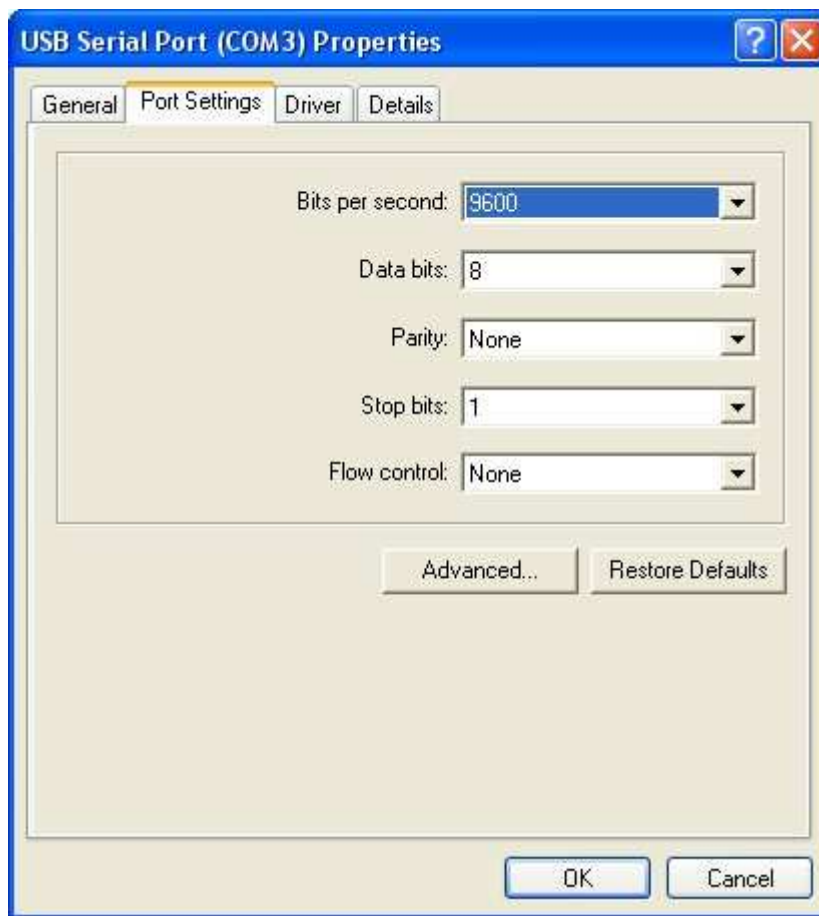 USB Serial Port (COM3) Properties ?
General Port Settings Driver Details
Bits per second: 9600
Data bits: 8
Parity: None
Stop bits: 1
Flow control: None
Advanced... Restore Defaults
OK Cancel